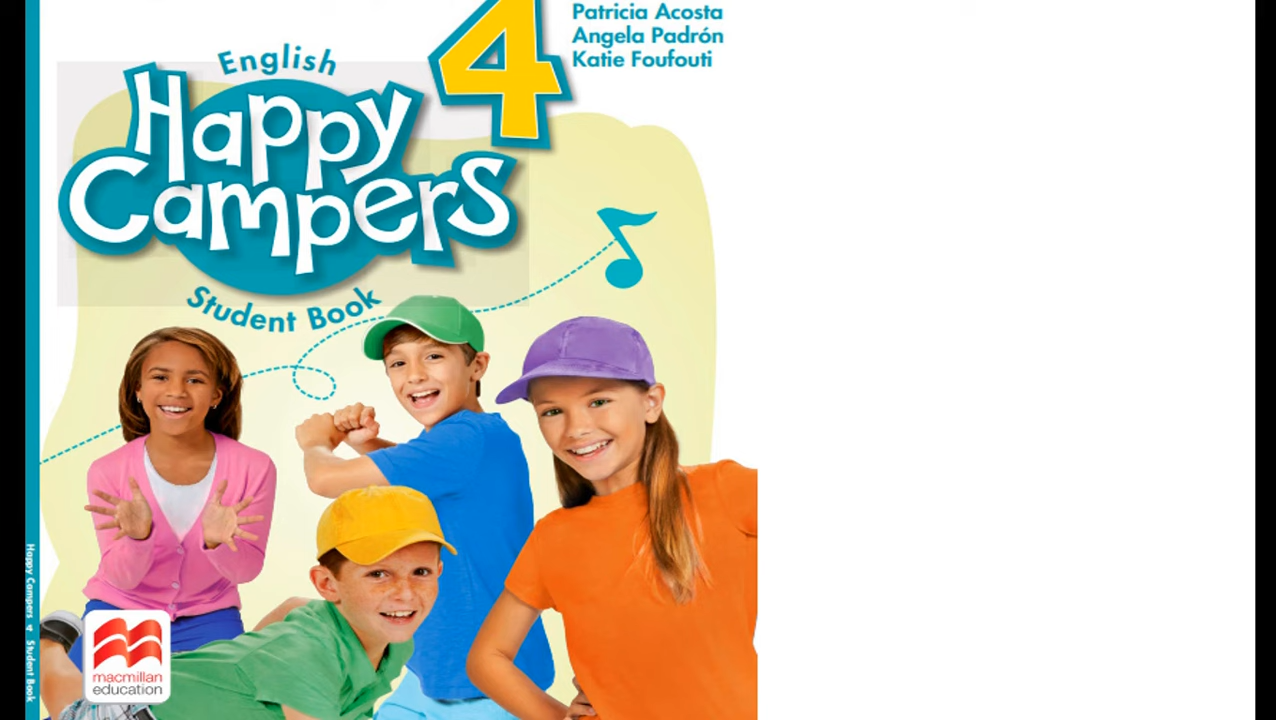 Patricia Acosta
Angela Padrón
Katie Foufouti
4
English
Happy
Campers
Student Book
macmillan
education
Happy Campers 4 Student Book